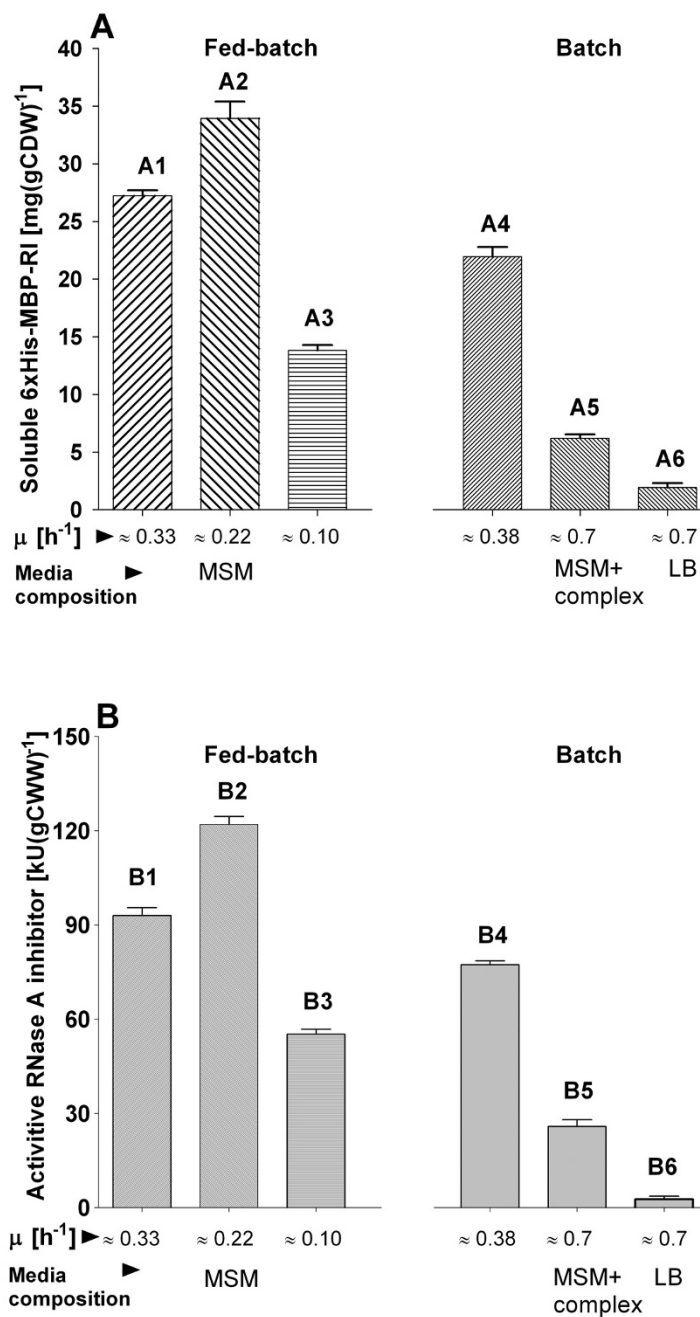 A
Fed-batch
Batch
Soluble 6xHis-MBP-RI [mg(gCDW)-1]
40
35
30
25
20
15
10
5
0
A1
A2
A3
A4
A5
A6
μ [h-1] ► ≈ 0.33 ≈ 0.22 ≈ 0.10 ≈ 0.38 ≈ 0.7 ≈ 0.7
Media ► MSM MSM+ LB
composition complex
B
Fed-batch
Batch
Activitive RNase A inhibitor [kU(gCWW)-1]
150
120
90
60
30
0
B1
B2
B3
B4
B5
B6
μ [h-1] ► ≈ 0.33 ≈ 0.22 ≈ 0.10 ≈ 0.38 ≈ 0.7 ≈ 0.7
Media ► MSM MSM+ LB
composition complex